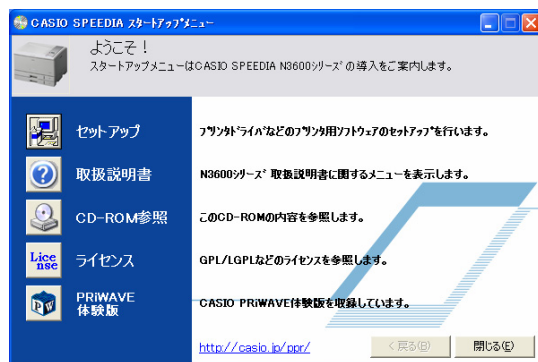 CASIO SPEEDIA ｽﾀｰﾄｱｯﾌﾟﾒﾆｭｰ
ようこそ！
スタートアップメニューはCASIO SPEEDIA N3600ｼﾘｰｽﾞの導入をご案内します。
セットアップ
ﾌﾟﾘﾝﾀﾄﾞﾗｲﾊﾞなどのﾌﾟﾘﾝﾀ用ｿﾌﾄｳｪｱのｾｯﾄｱｯﾌﾟを行います。
取扱説明書
N3600ｼﾘｰｽﾞ取扱説明書に関するメニューを表示します。
CD-ROM参照
このCD-ROMの内容を参照します。
Lice
nse
ライセンス
GPL/LGPLなどのライセンスを参照します。
PW
PRiWAVE
体験版
CASIO PRiWAVE体験版を収録しています。
http://casio.jp/ppr/
< 戻る(B)
閉じる(E)